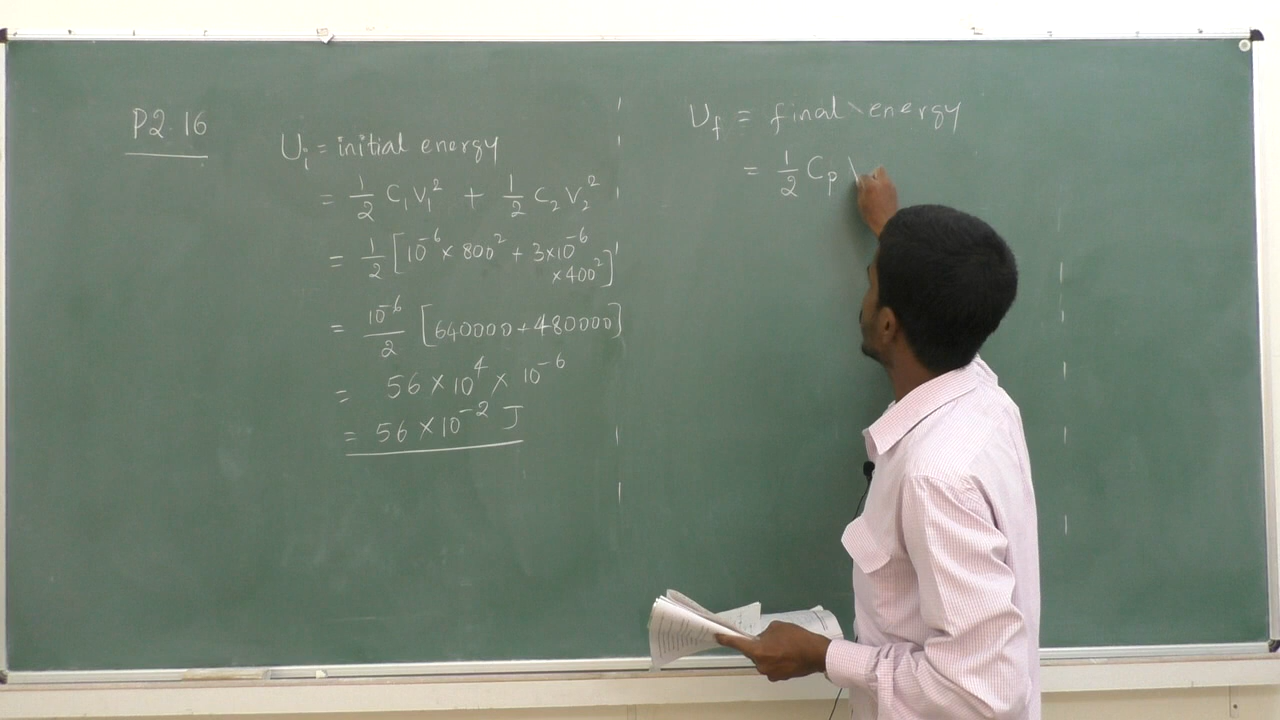 P2.16
U_i = initial energy
= 1/2 C₁V₁² + 1/2 C₂V₂²
= 1/2 [10⁻⁶ × 800² + 3×10⁻⁶
×400²]
= 10⁻⁶/2 [640000+480000]
= 56 × 10⁴ × 10⁻⁶
= 56 × 10⁻² J
U_f = final energy
= 1/2 C_p